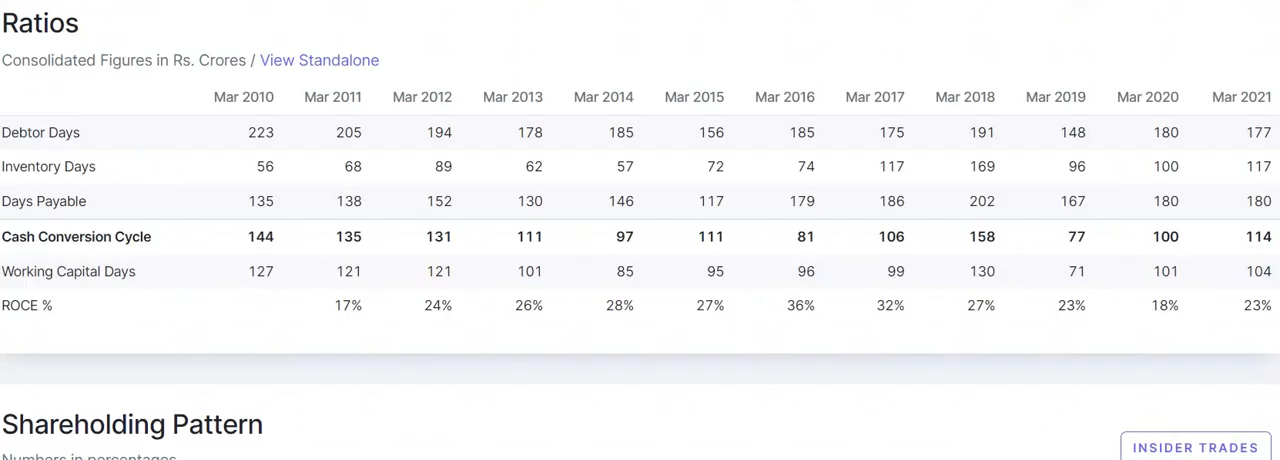 Ratios
Consolidated Figures in Rs. Crores / View Standalone
Mar 2010 Mar 2011 Mar 2012 Mar 2013 Mar 2014 Mar 2015 Mar 2016 Mar 2017 Mar 2018 Mar 2019 Mar 2020 Mar 2021
Debtor Days 223 205 194 178 185 156 185 175 191 148 180 177
Inventory Days 56 68 89 62 57 72 74 117 169 96 100 117
Days Payable 135 138 152 130 146 117 179 186 202 167 180 180
Cash Conversion Cycle 144 135 131 111 97 111 81 106 158 77 100 114
Working Capital Days 127 121 121 101 85 95 96 99 130 71 101 104
ROCE % 17% 24% 26% 28% 27% 36% 32% 27% 23% 18% 23%
Shareholding Pattern
INSIDER TRADES
Numbers in percentages